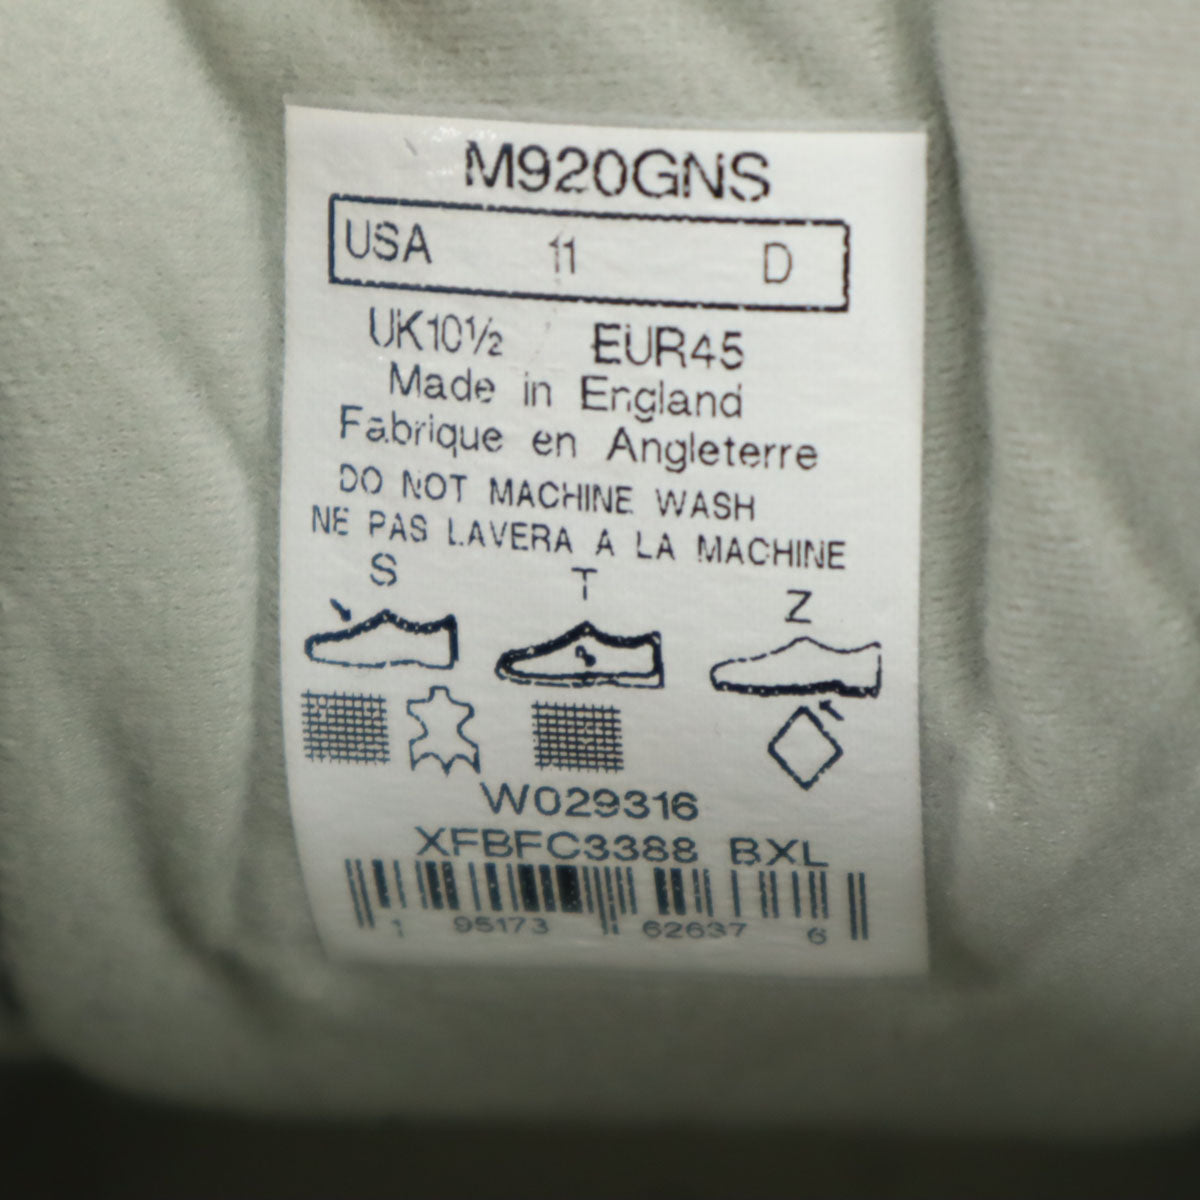 M920GNS
USA 11 D
UK10½ EUR45
Made in England
Fabrique en Angleterre
DO NOT MACHINE WASH
NE PAS LAVERA A LA MACHINE
S T Z
W029316
XFBFC3388 BXL
1 95173 62637 6